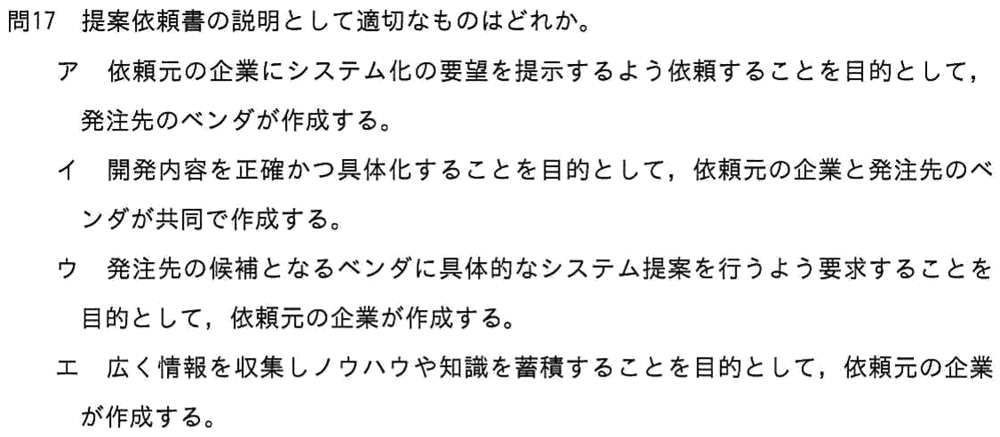 問17 提案依頼書の説明として適切なものはどれか。
ア 依頼元の企業にシステム化の要望を提示するよう依頼することを目的として，
発注先のベンダが作成する。
イ 開発内容を正確かつ具体化することを目的として，依頼元の企業と発注先のベ
ンダが共同で作成する。
ウ 発注先の候補となるベンダに具体的なシステム提案を行うよう要求することを
目的として，依頼元の企業が作成する。
エ 広く情報を収集しノウハウや知識を蓄積することを目的として，依頼元の企業
が作成する。